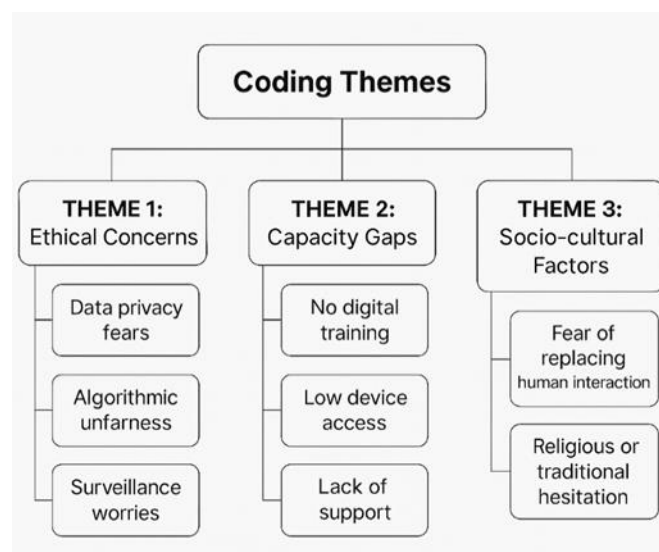 Coding Themes
THEME 1:
Ethical Concerns
Data privacy
fears
Algorithmic
unfarness
Surveillance
worries
THEME 2:
Capacity Gaps
No digital
training
Low device
access
Lack of
support
THEME 3:
Socio-cultural
Factors
Fear of
replacing
human interaction
Religious or
traditional
hesitation